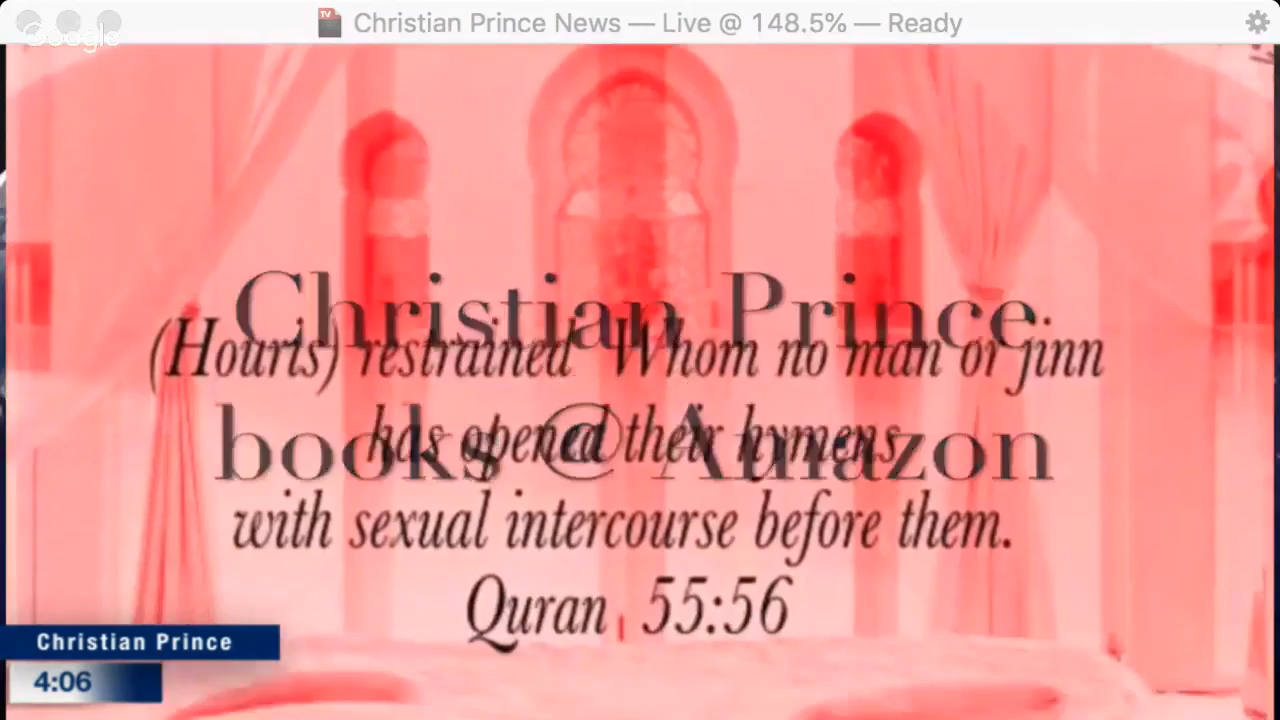 Christian Prince News — Live @ 148.5% — Ready
Google
Christian Prince
(Houris) restrained Whom no man or jinn
books @ Amazon
has opened their hymens
with sexual intercourse before them.
Quran 55:56
Christian Prince
4:06